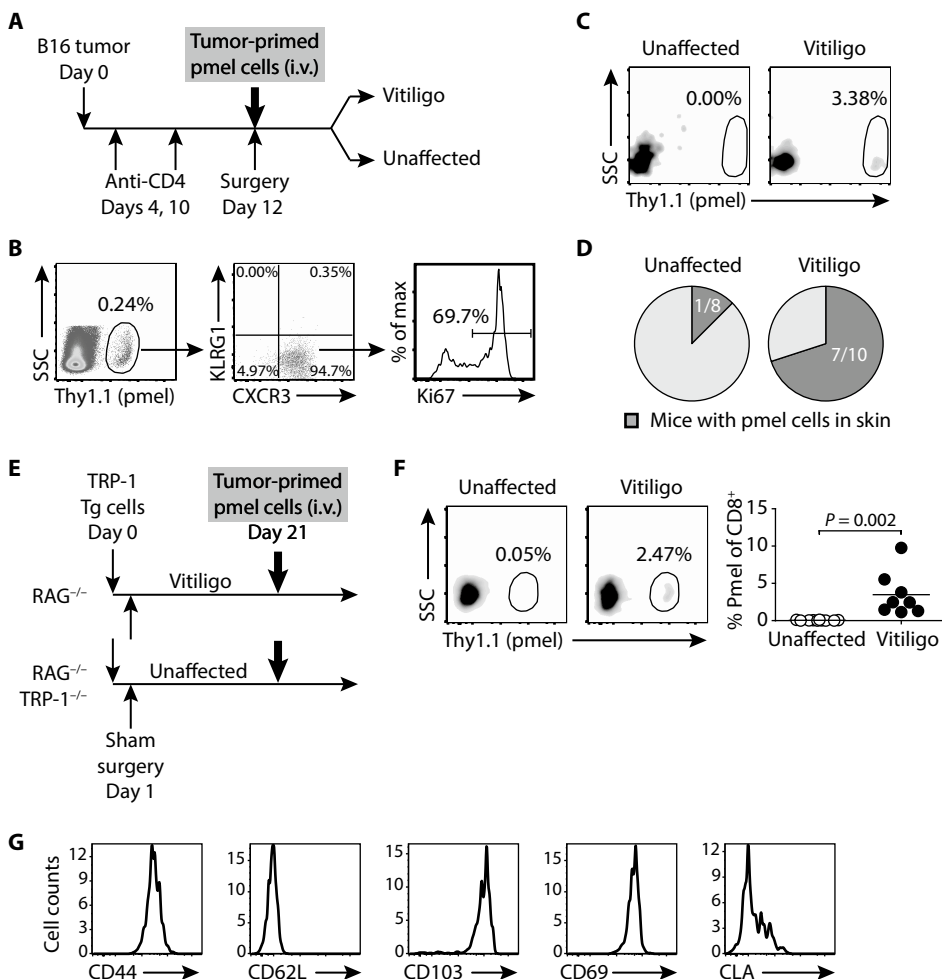 A
B16 tumor
Day 0
Tumor-primed
pmel cells (i.v.)
Vitiligo
Unaffected
Anti-CD4
Days 4, 10
Surgery
Day 12
B
SSC
0.24%
Thy1.1 (pmel)
KLRG1
0.00%
0.35%
4.97%
94.7%
CXCR3
% of max
69.7%
Ki67
C
Unaffected
Vitiligo
SSC
0.00%
3.38%
Thy1.1 (pmel)
D
Unaffected
Vitiligo
1/8
7/10
Mice with pmel cells in skin
E
TRP-1
Tg cells
Day 0
Tumor-primed
pmel cells (i.v.)
Day 21
RAG–/–
Vitiligo
RAG–/–
TRP-1–/–
Unaffected
Sham
surgery
Day 1
F
Unaffected
Vitiligo
SSC
0.05%
2.47%
Thy1.1 (pmel)
% Pmel of CD8+
15
10
5
0
P = 0.002
Unaffected
Vitiligo
G
Cell counts
12
9
6
3
0
CD44
15
10
5
0
CD62L
15
10
5
0
CD103
15
10
5
0
CD69
12
9
6
3
0
CLA